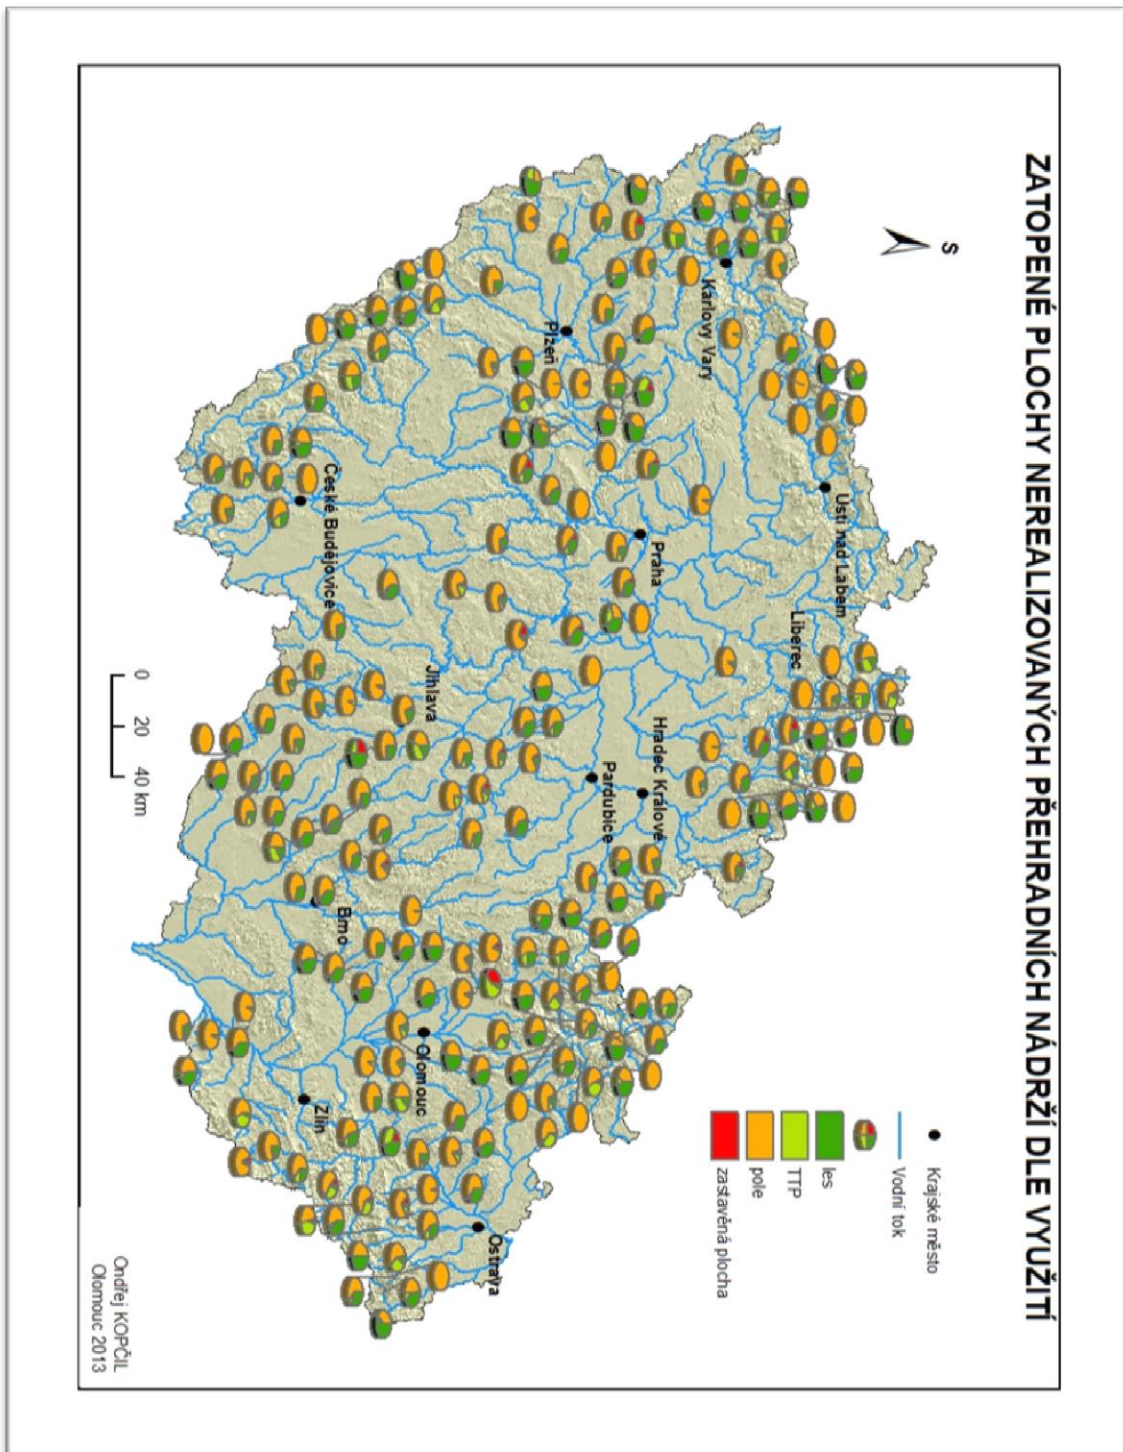 ZATOPENÉ PLOCHY NEREALIZOVANÝCH PŘEHRADNÍCH NÁDRŽÍ DLE VYUŽITÍ
S
Karlovy Vary
Ústí nad Labem
Liberec
Plzeň
Praha
Hradec Králové
Pardubice
České Budějovice
Jihlava
Brno
Olomouc
Zlín
Ostrava
Krajské město
Vodní tok
les
TTP
pole
zastavěná plocha
0 20 40 km
Ondřej KOPČIL
Olomouc 2013